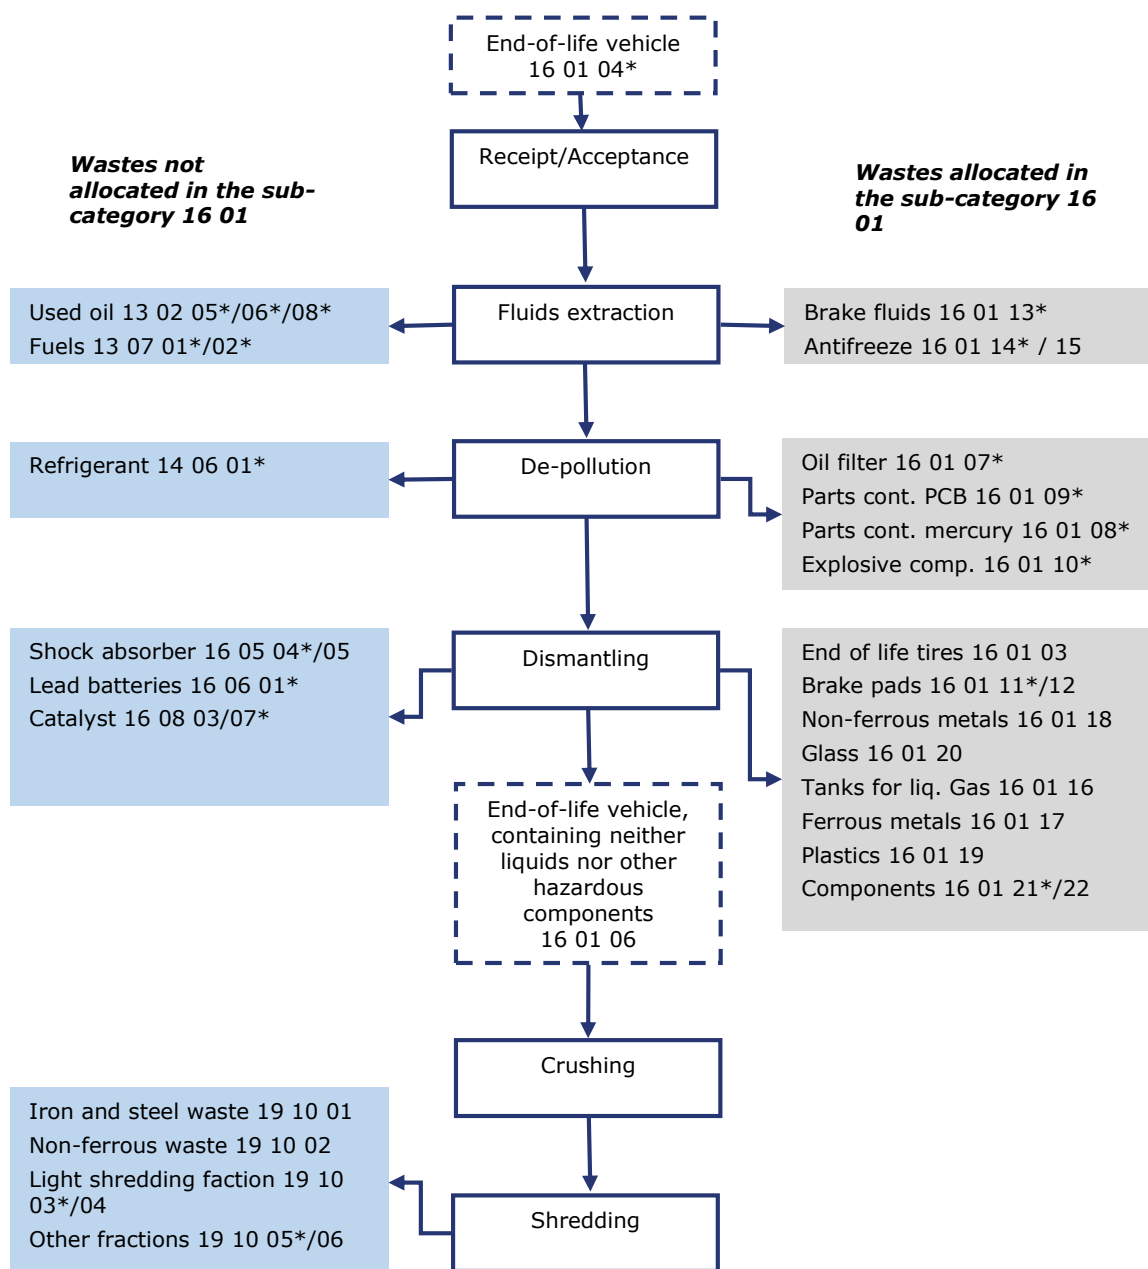 End-of-life vehicle
16 01 04*
Receipt/Acceptance
Wastes not
allocated in the sub-
category 16 01
Wastes allocated in
the sub-category 16
01
Used oil 13 02 05*/06*/08*
Fuels 13 07 01*/02*
Fluids extraction
Brake fluids 16 01 13*
Antifreeze 16 01 14* / 15
Refrigerant 14 06 01*
De-pollution
Oil filter 16 01 07*
Parts cont. PCB 16 01 09*
Parts cont. mercury 16 01 08*
Explosive comp. 16 01 10*
Shock absorber 16 05 04*/05
Lead batteries 16 06 01*
Catalyst 16 08 03/07*
Dismantling
End of life tires 16 01 03
Brake pads 16 01 11*/12
Non-ferrous metals 16 01 18
Glass 16 01 20
Tanks for liq. Gas 16 01 16
Ferrous metals 16 01 17
Plastics 16 01 19
Components 16 01 21*/22
End-of-life vehicle,
containing neither
liquids nor other
hazardous
components
16 01 06
Crushing
Iron and steel waste 19 10 01
Non-ferrous waste 19 10 02
Light shredding faction 19 10
03*/04
Other fractions 19 10 05*/06
Shredding